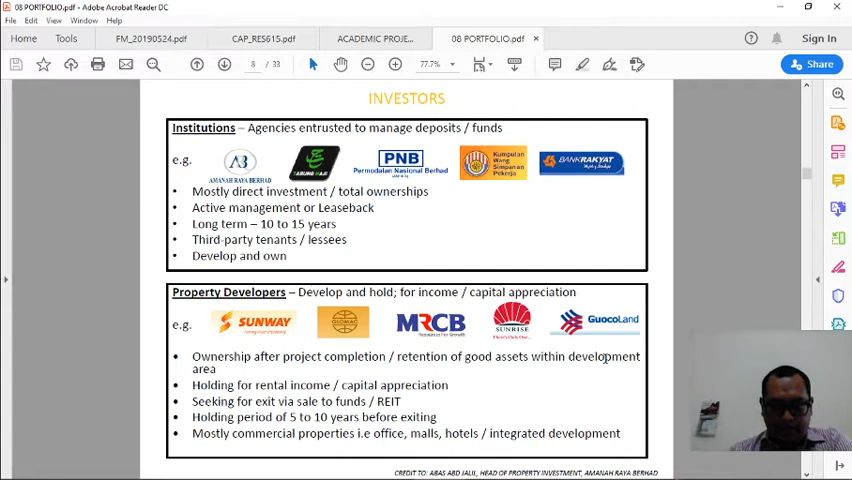 08 PORTFOLIO.pdf - Adobe Acrobat Reader DC
File Edit View Window Help
Home Tools FM_20190524.pdf CAP_RES615.pdf ACADEMIC PROJE... 08 PORTFOLIO.pdf × Sign In
8 / 33 77.7% Share
INVESTORS
Institutions – Agencies entrusted to manage deposits / funds
e.g.
AMANAH RAYA BERHAD
TABUNG HAJI
PNB
Permodalan Nasional Berhad
Kumpulan
Wang
Simpanan
Pekerja
BANK RAKYAT
• Mostly direct investment / total ownerships
• Active management or Leaseback
• Long term – 10 to 15 years
• Third-party tenants / lessees
• Develop and own
Property Developers – Develop and hold; for income / capital appreciation
e.g.
SUNWAY
GLOMAC
MRCB
SUNRISE
GuocoLand
• Ownership after project completion / retention of good assets within development
area
• Holding for rental income / capital appreciation
• Seeking for exit via sale to funds / REIT
• Holding period of 5 to 10 years before exiting
• Mostly commercial properties i.e office, malls, hotels / integrated development
CREDIT TO: ABAS ABD JALIL, HEAD OF PROPERTY INVESTMENT, AMANAH RAYA BERHAD